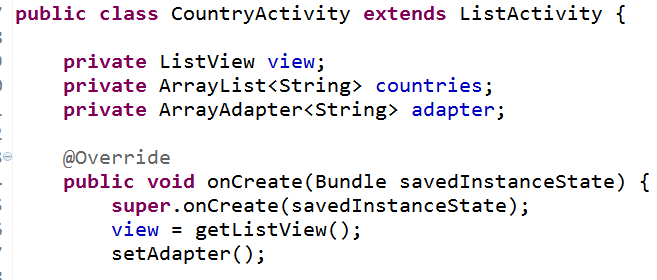 public class CountryActivity extends ListActivity {
private ListView view;
private ArrayList<String> countries;
private ArrayAdapter<String> adapter;
@Override
public void onCreate(Bundle savedInstanceState) {
super.onCreate(savedInstanceState);
view = getListView();
setAdapter();